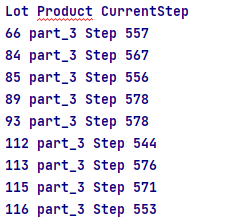 Lot Product CurrentStep
66 part_3 Step 557
84 part_3 Step 567
85 part_3 Step 556
89 part_3 Step 578
93 part_3 Step 578
112 part_3 Step 544
113 part_3 Step 576
115 part_3 Step 571
116 part_3 Step 553